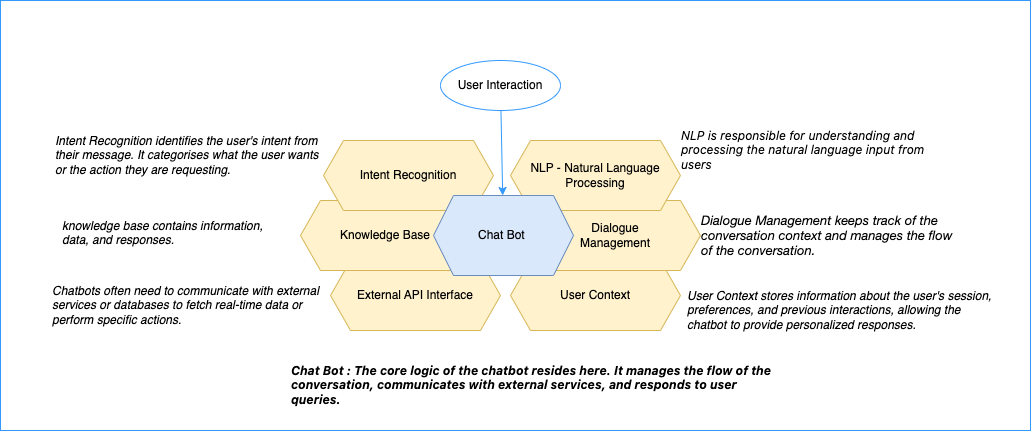 User Interaction
Intent Recognition identifies the user's intent from
their message. It categorises what the user wants
or the action they are requesting.
Intent Recognition
NLP - Natural Language
Processing
NLP is responsible for understanding and
processing the natural language input from
users
knowledge base contains information,
data, and responses.
Knowledge Base
Chat Bot
Dialogue
Management
Dialogue Management keeps track of the
conversation context and manages the flow
of the conversation.
Chatbots often need to communicate with external
services or databases to fetch real-time data or
perform specific actions.
External API Interface
User Context
User Context stores information about the user's session,
preferences, and previous interactions, allowing the
chatbot to provide personalized responses.
Chat Bot : The core logic of the chatbot resides here. It manages the flow of the
conversation, communicates with external services, and responds to user
queries.